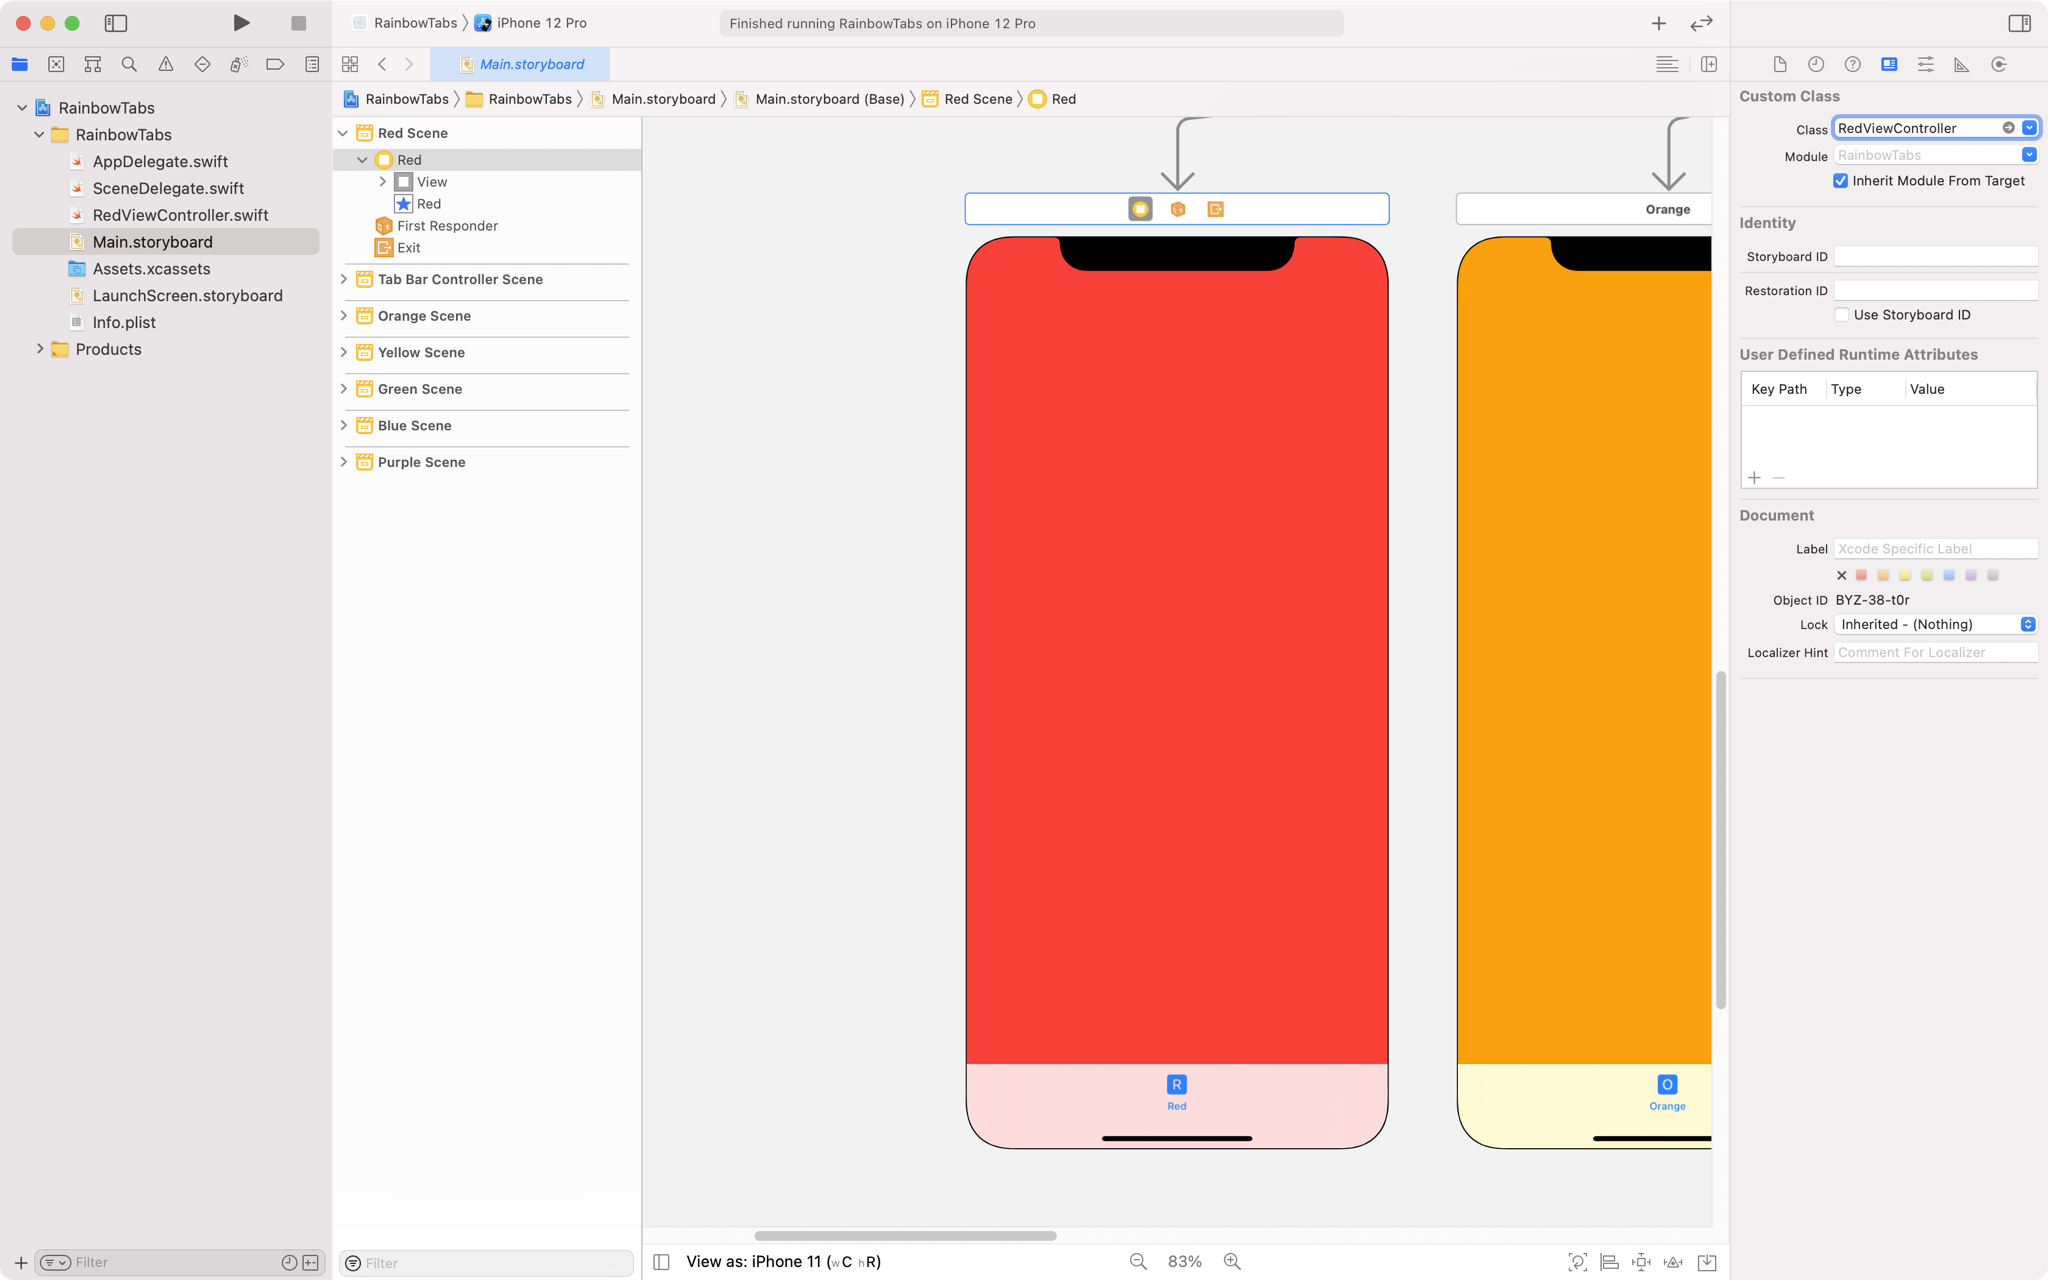 RainbowTabs iPhone 12 Pro
Finished running RainbowTabs on iPhone 12 Pro
Main.storyboard
RainbowTabs
RainbowTabs
AppDelegate.swift
SceneDelegate.swift
RedViewController.swift
Main.storyboard
Assets.xcassets
LaunchScreen.storyboard
Info.plist
Products
Filter
RainbowTabs RainbowTabs Main.storyboard Main.storyboard (Base) Red Scene Red
Red Scene
Red
View
Red
First Responder
Exit
Tab Bar Controller Scene
Orange Scene
Yellow Scene
Green Scene
Blue Scene
Purple Scene
Filter
Orange
R
Red
O
Orange
View as: iPhone 11 (wC hR)
83%
Custom Class
Class RedViewController
Module RainbowTabs
Inherit Module From Target
Identity
Storyboard ID
Restoration ID
Use Storyboard ID
User Defined Runtime Attributes
Key Path Type Value
Document
Label Xcode Specific Label
Object ID BYZ-38-t0r
Lock Inherited - (Nothing)
Localizer Hint Comment For Localizer